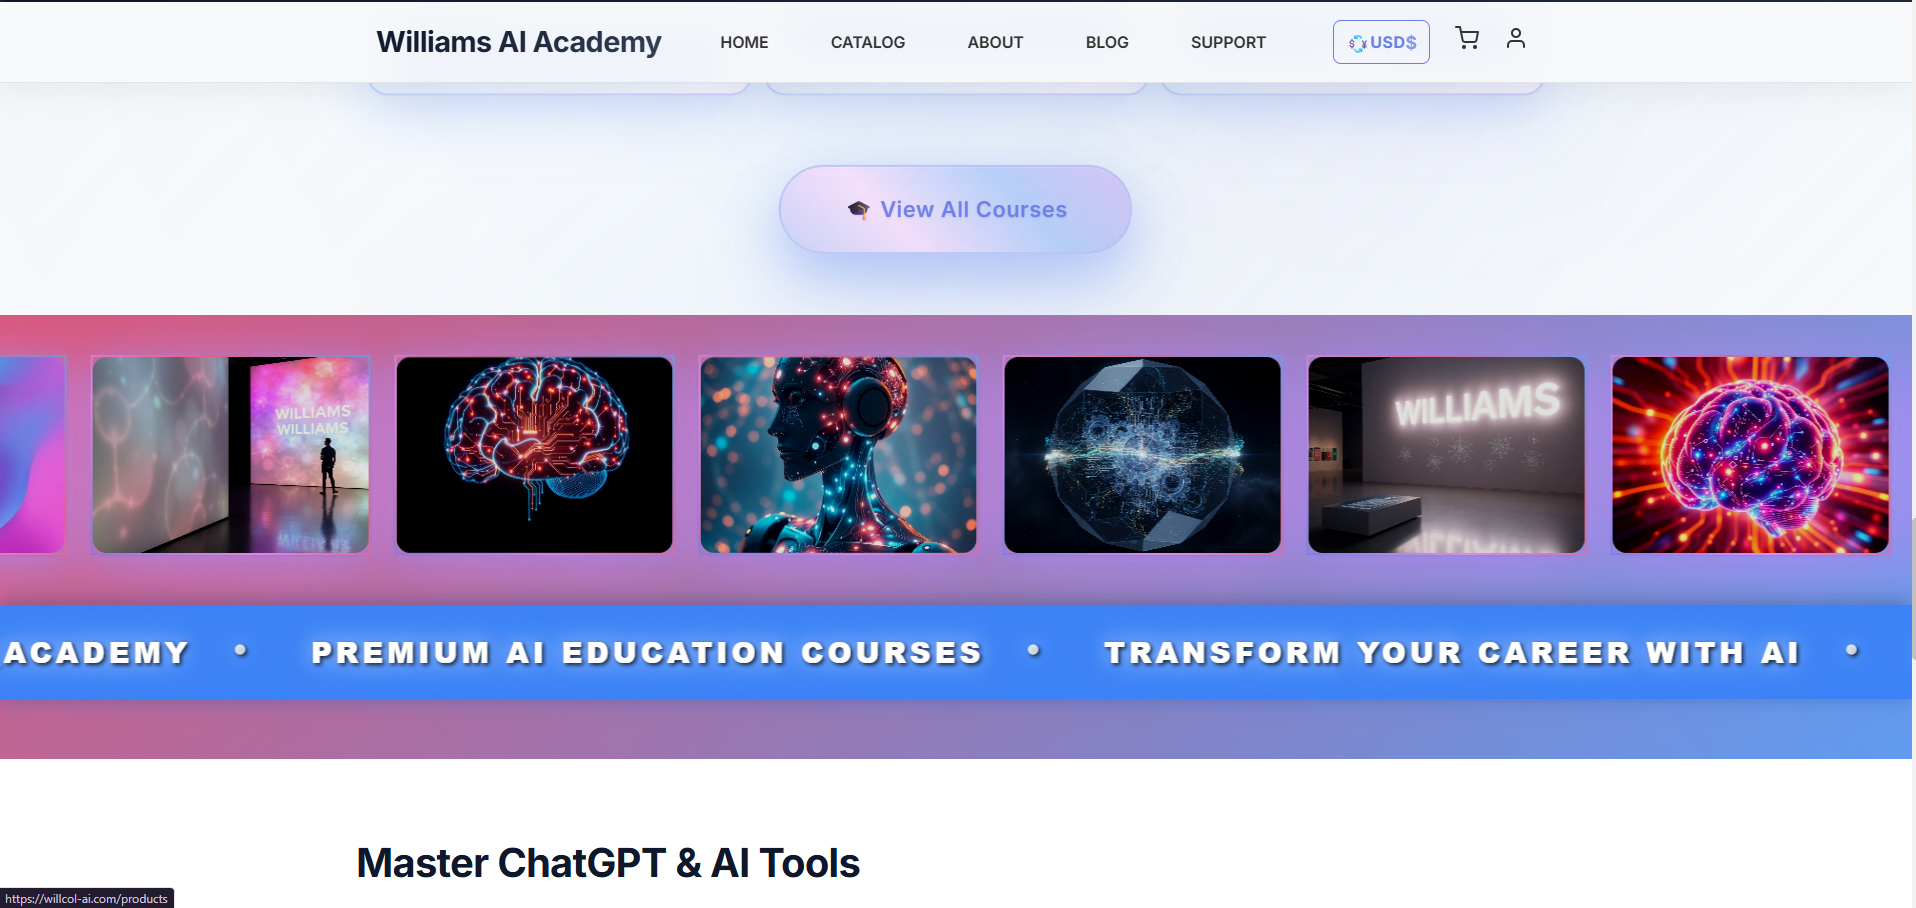 Williams AI Academy
HOME
CATALOG
ABOUT
BLOG
SUPPORT
USD$
View All Courses
WILLIAMS
WILLIAMS
WILLIAMS
ACADEMY • PREMIUM AI EDUCATION COURSES • TRANSFORM YOUR CAREER WITH AI •
Master ChatGPT & AI Tools
https://willcol-ai.com/products